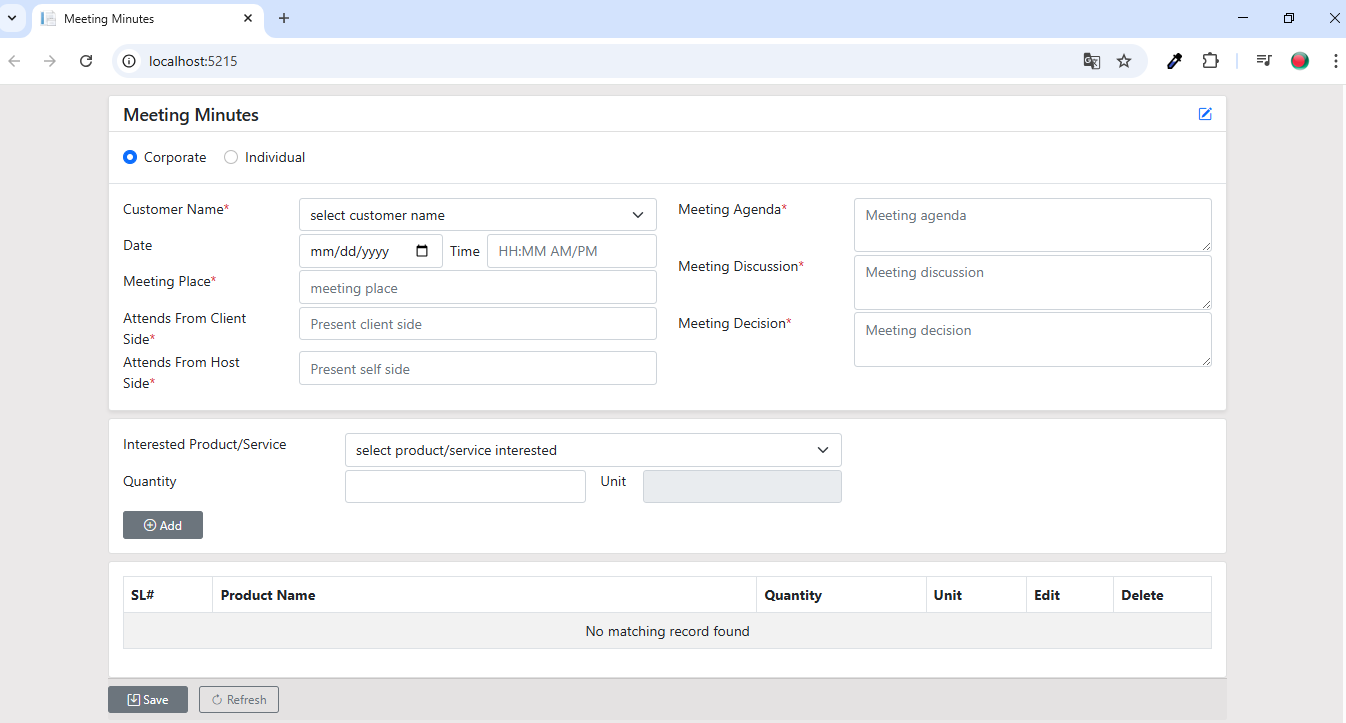 Meeting Minutes
localhost:5215
Meeting Minutes
Corporate Individual
Customer Name*
select customer name
Date
mm/dd/yyyy
Time
HH:MM AM/PM
Meeting Place*
meeting place
Attends From Client
Side*
Present client side
Attends From Host
Side*
Present self side
Meeting Agenda*
Meeting agenda
Meeting Discussion*
Meeting discussion
Meeting Decision*
Meeting decision
Interested Product/Service
select product/service interested
Quantity
Unit
Add
SL# Product Name Quantity Unit Edit Delete
No matching record found
Save Refresh